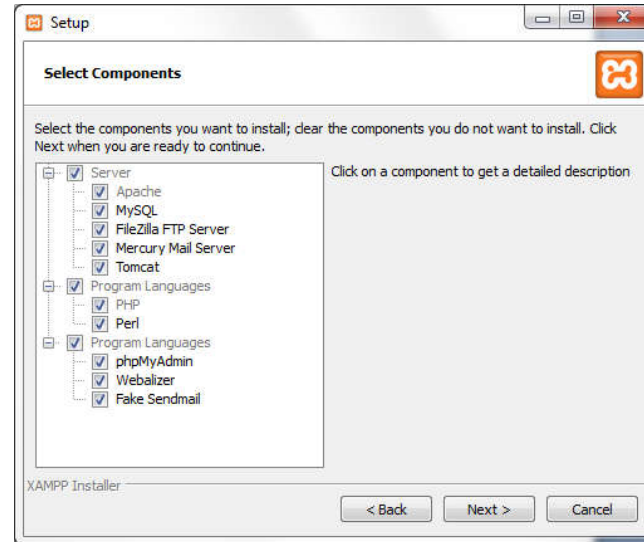 Setup
Select Components
Select the components you want to install; clear the components you do not want to install. Click
Next when you are ready to continue.
Server
Apache
MySQL
FileZilla FTP Server
Mercury Mail Server
Tomcat
Program Languages
PHP
Perl
Program Languages
phpMyAdmin
Webalizer
Fake Sendmail
Click on a component to get a detailed description
XAMPP Installer
< Back
Next >
Cancel